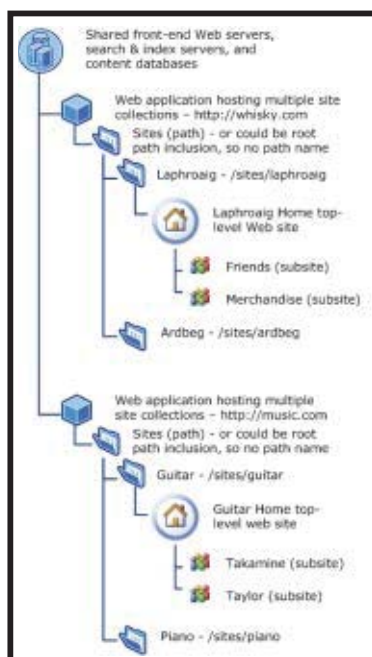 Shared front-end Web servers,
search & index servers, and
content databases
Web application hosting multiple site
collections – http://whisky.com
Sites (path) - or could be root
path inclusion, so no path name
Laphroaig - /sites/laphroaig
Laphroaig Home top-
level Web site
Friends (subsite)
Merchandise (subsite)
Ardbeg - /sites/ardbeg
Web application hosting multiple
site collections – http://music.com
Sites (path) - or could be root
path inclusion, so no path name
Guitar - /sites/guitar
Guitar Home top-
level web site
Takamine (subsite)
Taylor (subsite)
Piano - /sites/piano